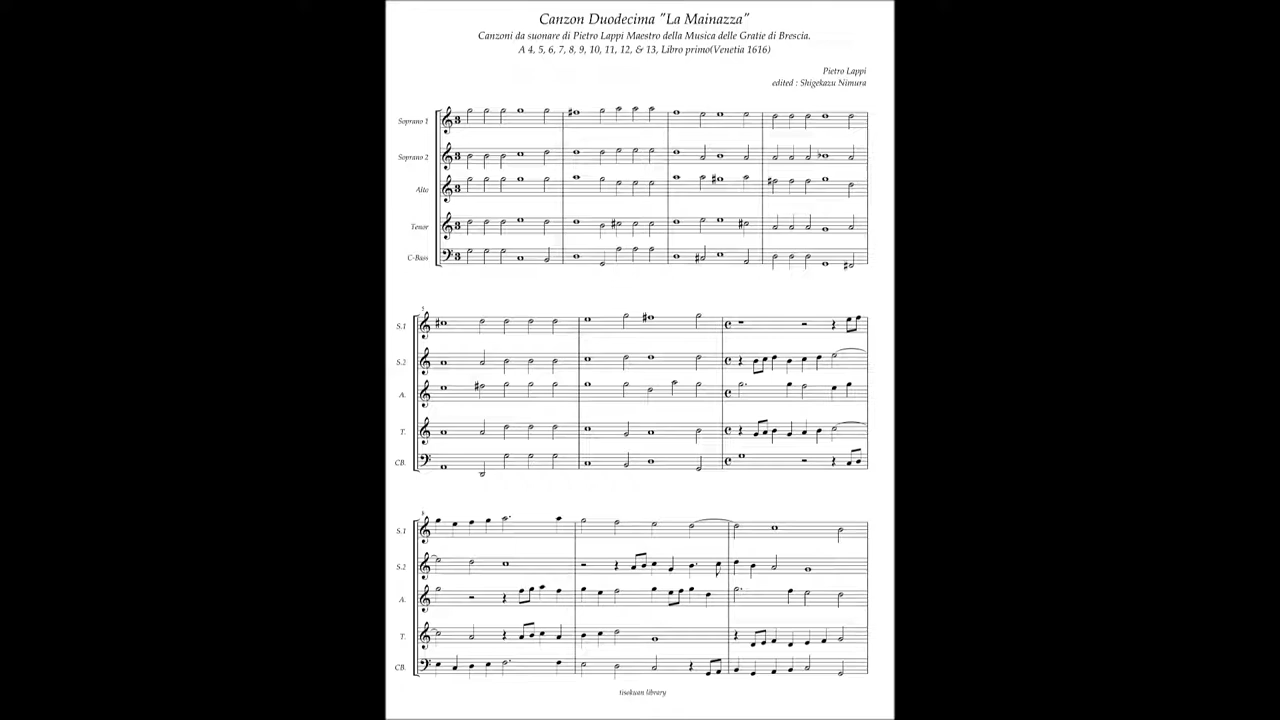 Canzon Duodecima "La Mainazza"
Canzoni da suonare di Pietro Lappi Maestro della Musica delle Gratie di Brescia.
A 4, 5, 6, 7, 8, 9, 10, 11, 12, & 13, Libro primo(Venetia 1616)
Pietro Lappi
edited : Shigekazu Nimura
Soprano 1
Soprano 2
Alto
Tenor
C-Bass
5
S.1
S.2
A.
T.
CB.
8
S.1
S.2
A.
T.
CB.
tisekuan library